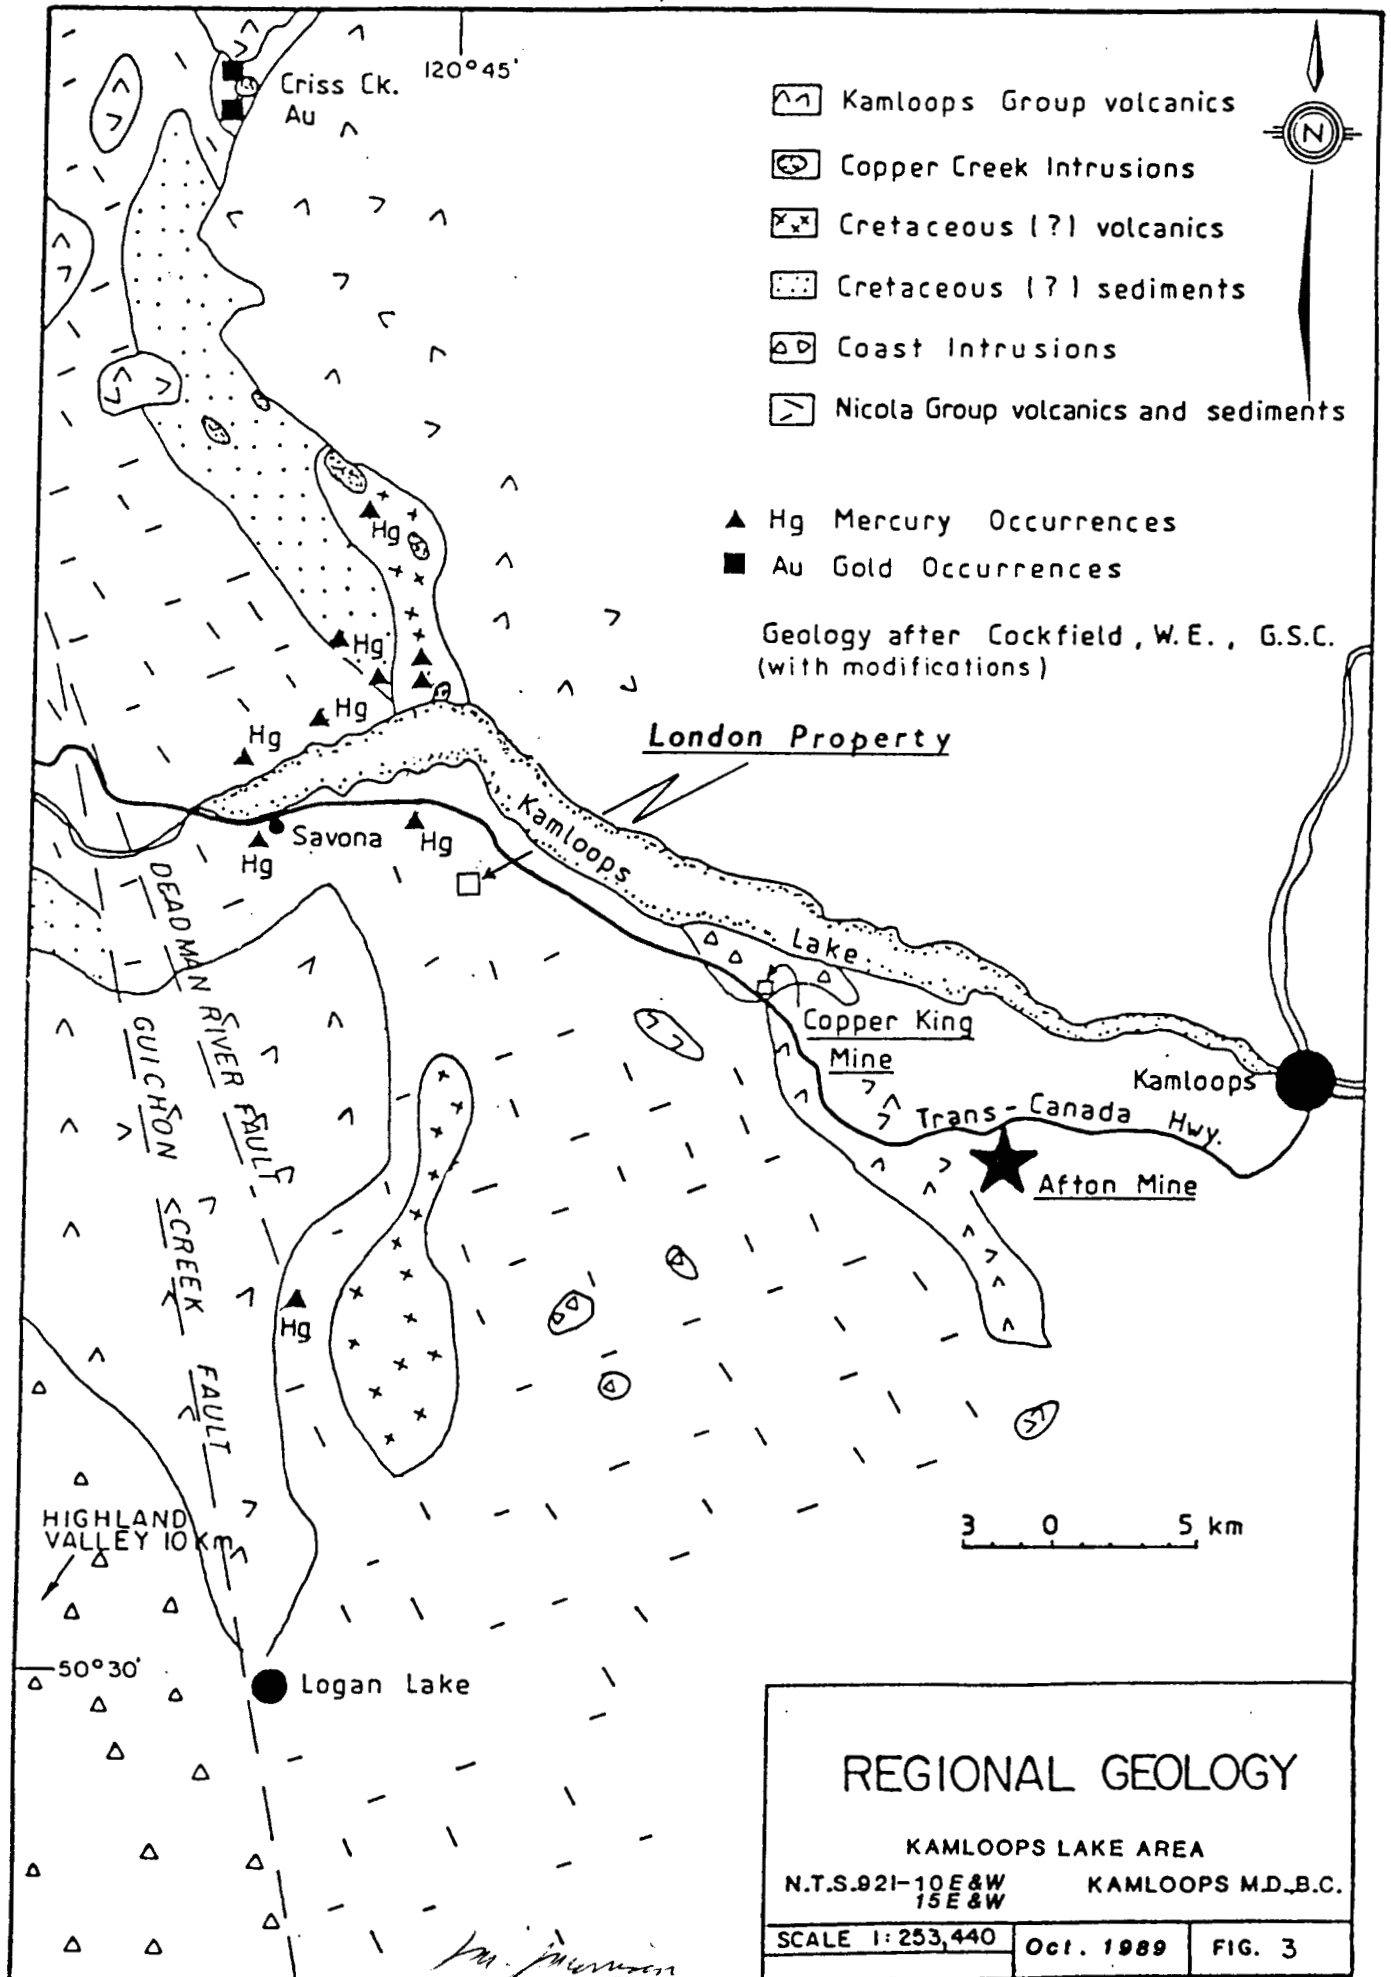 120°45'
Criss Ck.
Au
Kamloops Group volcanics
Copper Creek Intrusions
Cretaceous (?) volcanics
Cretaceous (?) sediments
Coast Intrusions
Nicola Group volcanics and sediments
N
Hg Mercury Occurrences
Au Gold Occurrences
Geology after Cockfield, W.E., G.S.C.
(with modifications)
Hg
Hg
Hg
Hg
London Property
Kamloops Lake
Savona
Hg
Hg
DEADMAN RIVER FAULT
GUICHON CREEK FAULT
Copper King
Mine
Kamloops
Trans-Canada Hwy.
Afton Mine
Hg
HIGHLAND
VALLEY 10 Km
3 0 5 km
50°30'
Logan Lake
REGIONAL GEOLOGY
KAMLOOPS LAKE AREA
N.T.S. 92I-10 E & W
15 E & W
KAMLOOPS M.D., B.C.
SCALE 1:253,440
Oct. 1989
FIG. 3